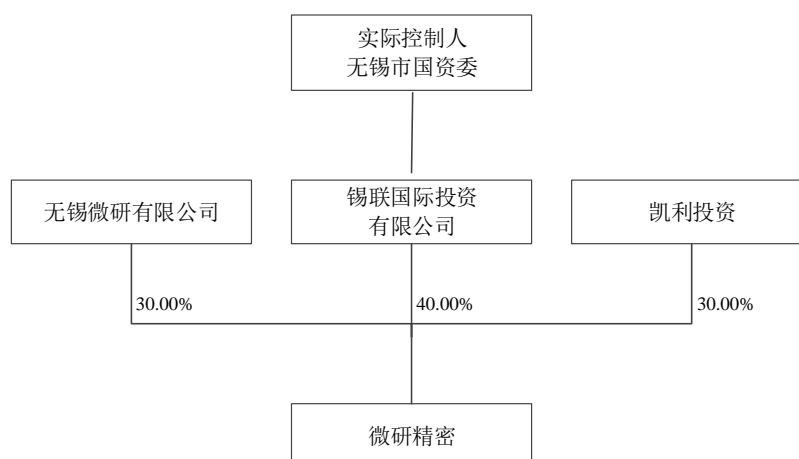 实际控制人
无锡市国资委
无锡微研有限公司
锡联国际投资
有限公司
凯利投资
30.00%
40.00%
30.00%
微研精密